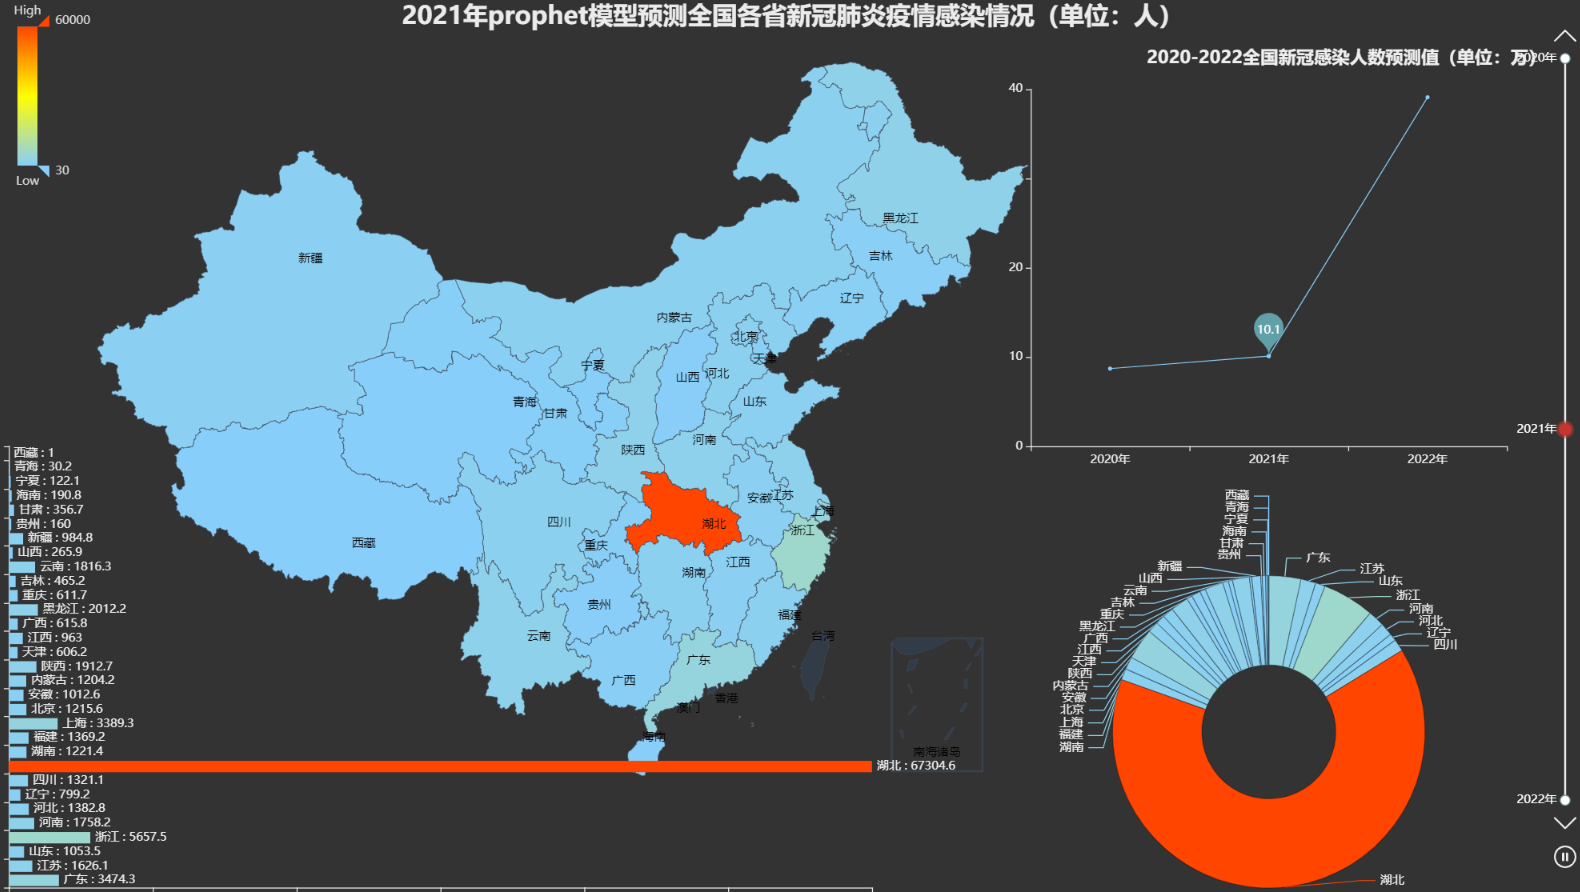 2021年prophet模型预测全国各省新冠肺炎疫情感染情况（单位：人）
High
60000
30
Low
2020-2022全国新冠感染人数预测值（单位：万）
40
20
10
0
10.1
2020年
2021年
2022年
2020年
2021年
2022年
黑龙江
吉林
辽宁
新疆
内蒙古
北京
天津
宁夏
山西
河北
青海
甘肃
山东
陕西
河南
安徽
江苏
上海
四川
湖北
浙江
西藏
重庆
江西
湖南
贵州
福建
云南
台湾
广东
广西
香港
澳门
海南
南海诸岛
西藏 : 1
青海 : 30.2
宁夏 : 122.1
海南 : 190.8
甘肃 : 356.7
贵州 : 160
新疆 : 984.8
山西 : 265.9
云南 : 1816.3
吉林 : 465.2
重庆 : 611.7
黑龙江 : 2012.2
广西 : 615.8
江西 : 963
天津 : 606.2
陕西 : 1912.7
内蒙古 : 1204.2
安徽 : 1012.6
北京 : 1215.6
上海 : 3389.3
福建 : 1369.2
湖南 : 1221.4
湖北 : 67304.6
四川 : 1321.1
辽宁 : 799.2
河北 : 1382.8
河南 : 1758.2
浙江 : 5657.5
山东 : 1053.5
江苏 : 1626.1
广东 : 3474.3
西藏
青海
宁夏
海南
甘肃
贵州
新疆
山西
云南
吉林
重庆
黑龙江
广西
江西
天津
陕西
内蒙古
安徽
北京
上海
福建
湖南
广东
江苏
山东
浙江
河南
河北
辽宁
四川
湖北